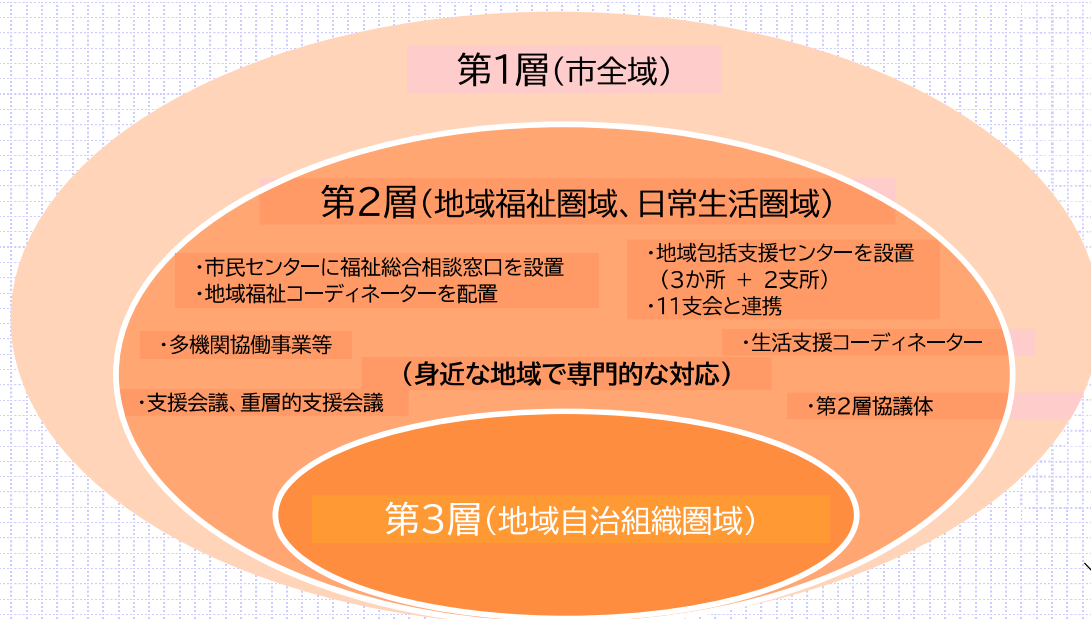 第1層(市全域)
第2層(地域福祉圏域、日常生活圏域)
・市民センターに福祉総合相談窓口を設置
・地域福祉コーディネーターを配置
・地域包括支援センターを設置
(3か所 + 2支所)
・11支会と連携
・多機関協働事業等
・生活支援コーディネーター
(身近な地域で専門的な対応)
・支援会議、重層的支援会議
・第2層協議体
第3層(地域自治組織圏域)